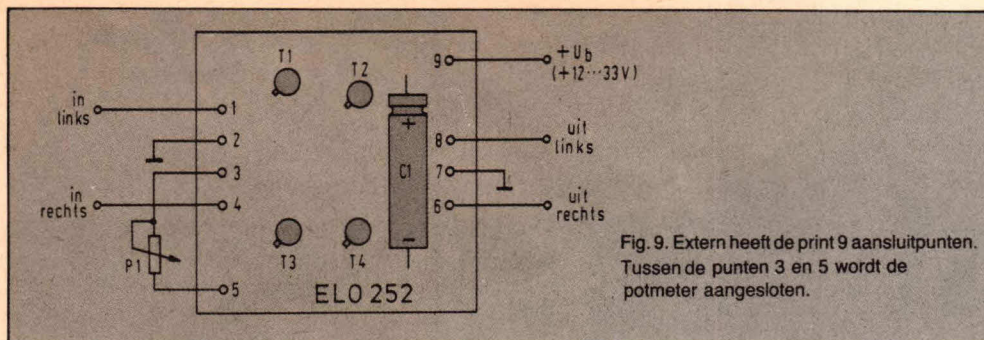 T1
T2
9
+Ub
(+12···33V)
in
links
1
2
3
in
rechts
4
P1
5
+
C1
-
8
uit
links
7
6
uit
rechts
T3
T4
ELO 252
Fig. 9. Extern heeft de print 9 aansluitpunten.
Tussen de punten 3 en 5 wordt de
potmeter aangesloten.